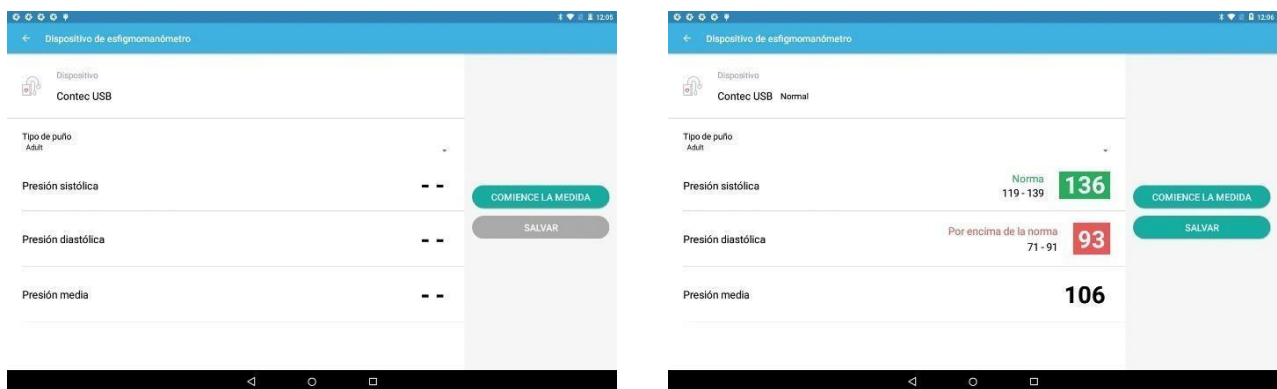 12:05
Dispositivo de esfigmomanómetro
Dispositivo
Contec USB
Tipo de puño
Adult
Presión sistólica
- -
COMIENCE LA MEDIDA
SALVAR
Presión diastólica
- -
Presión media
- -
12:06
Dispositivo de esfigmomanómetro
Dispositivo
Contec USB Normal
Tipo de puño
Adult
Presión sistólica
Norma
119 - 139
136
COMIENCE LA MEDIDA
SALVAR
Presión diastólica
Por encima de la norma
71 - 91
93
Presión media
106